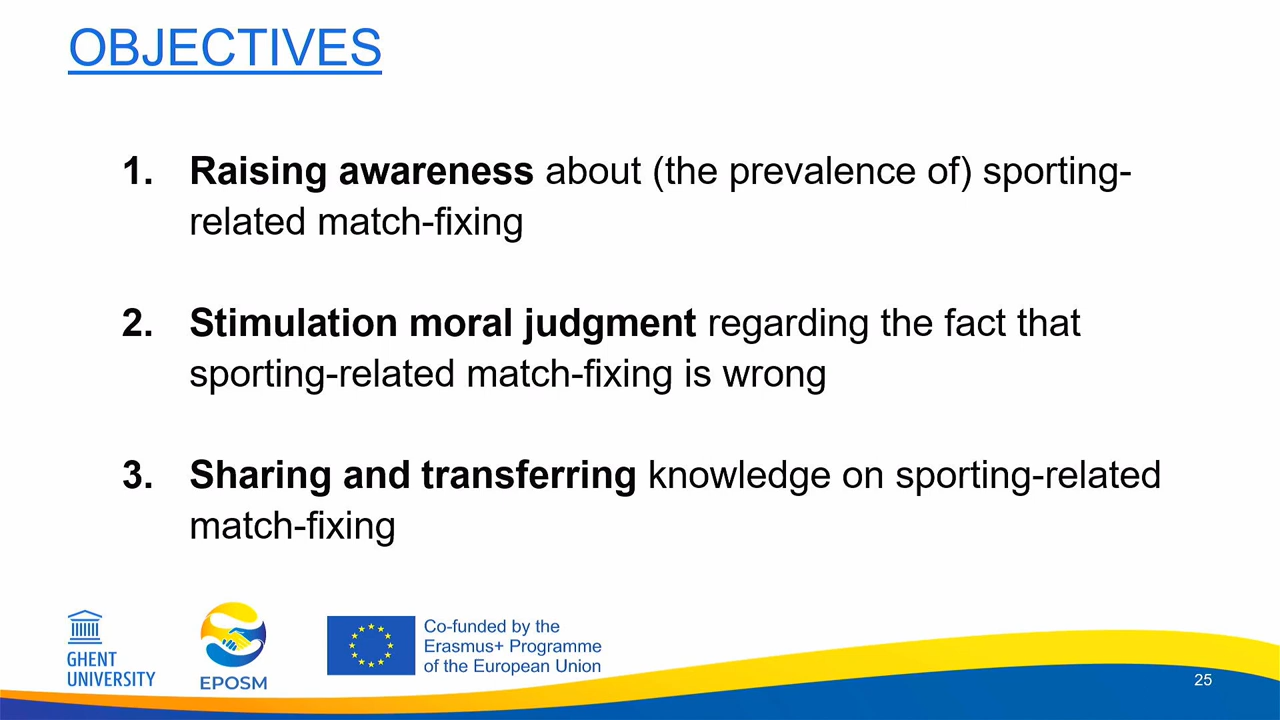 OBJECTIVES
1. Raising awareness about (the prevalence of) sporting-
related match-fixing
2. Stimulation moral judgment regarding the fact that
sporting-related match-fixing is wrong
3. Sharing and transferring knowledge on sporting-related
match-fixing
GHENT
UNIVERSITY
EPOSM
Co-funded by the
Erasmus+ Programme
of the European Union
25